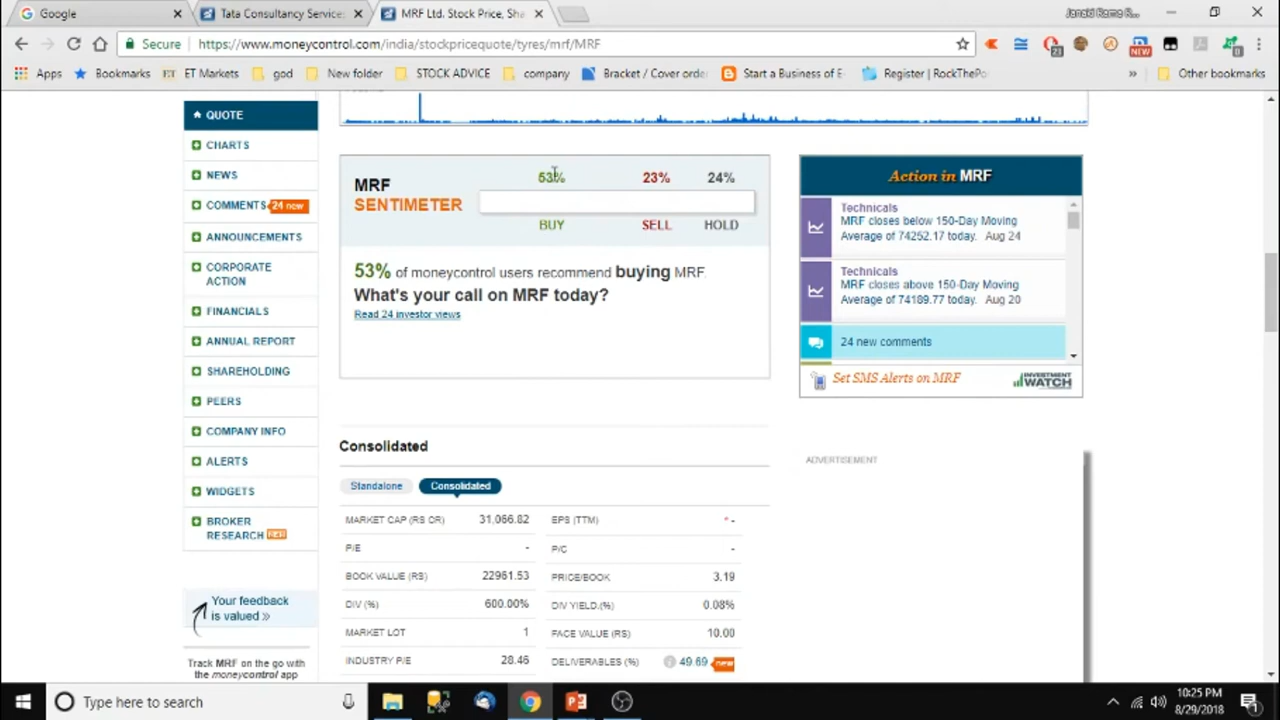 Google
Tata Consultancy Service
MRF Ltd. Stock Price, Sha
Secure
https://www.moneycontrol.com/india/stockpricequote/tyres/mrf/MRF
21
NEW
0
Apps
Bookmarks
ET
ET Markets
god
New folder
STOCK ADVICE
company
Bracket / Cover orde
Start a Business of E
Register | RockThePo
»
Other bookmarks
QUOTE
CHARTS
NEWS
COMMENTS 24 new
ANNOUNCEMENTS
CORPORATE
ACTION
FINANCIALS
ANNUAL REPORT
SHAREHOLDING
PEERS
COMPANY INFO
ALERTS
WIDGETS
BROKER
RESEARCH NEW
Your feedback
is valued »
Track MRF on the go with
the moneycontrol app
MRF
SENTIMETER
53% 23% 24%
BUY SELL HOLD
53% of moneycontrol users recommend buying MRF
What's your call on MRF today?
Read 24 investor views
Consolidated
Standalone Consolidated
MARKET CAP (RS CR) 31,066.82 EPS (TTM) * -
P/E - P/C -
BOOK VALUE (RS) 22961.53 PRICE/BOOK 3.19
DIV (%) 600.00% DIV YIELD.(%) 0.08%
MARKET LOT 1 FACE VALUE (RS) 10.00
INDUSTRY P/E 28.46 DELIVERABLES (%) 49.69 new
Action in MRF
Technicals
MRF closes below 150-Day Moving
Average of 74252.17 today. Aug 24
Technicals
MRF closes above 150-Day Moving
Average of 74189.77 today. Aug 20
24 new comments
Set SMS Alerts on MRF
INVESTMENT
WATCH
ADVERTISEMENT
Type here to search
10:25 PM
8/29/2018
1